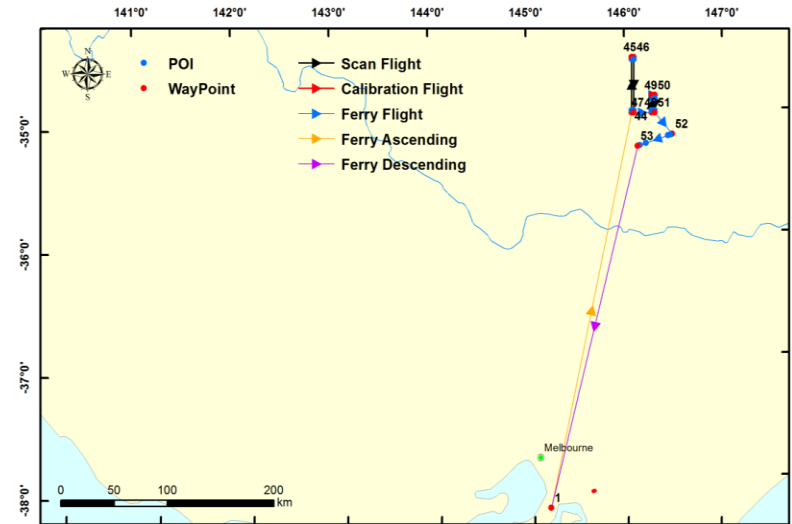 141°0' 142°0' 143°0' 144°0' 145°0' 146°0' 147°0'
N
W E
S
POI
WayPoint
Scan Flight
Calibration Flight
Ferry Flight
Ferry Ascending
Ferry Descending
4546
4950
44
52
53
-35°0'
-36°0'
-37°0'
-38°0'
Melbourne
1
0 50 100 200
km